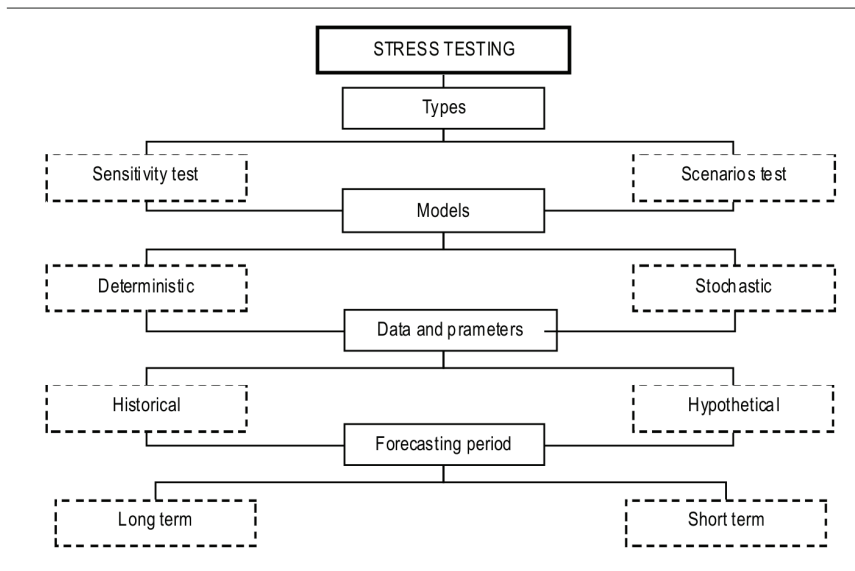 STRESS TESTING
Types
Sensitivity test
Scenarios test
Models
Deterministic
Stochastic
Data and prameters
Historical
Hypothetical
Forecasting period
Long term
Short term